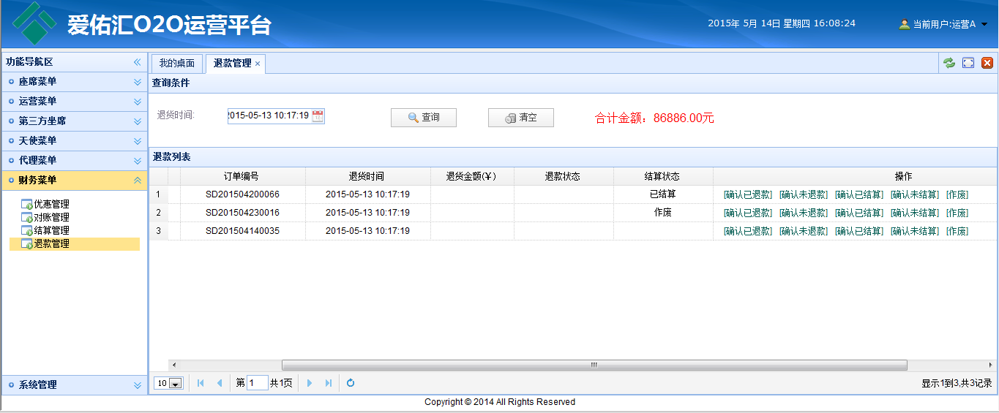 爱佑汇O2O运营平台
2015年 5月 14日 星期四 16:08:24
当前用户:运营A
功能导航区
座席菜单
运营菜单
第三方坐席
天使菜单
代理菜单
财务菜单
优惠管理
对账管理
结算管理
退款管理
系统管理
我的桌面 退款管理
查询条件
退货时间: 2015-05-13 10:17:19 查询 清空 合计金额：86886.00元
退款列表
订单编号 退货时间 退货金额(￥) 退款状态 结算状态 操作
1 SD201504200066 2015-05-13 10:17:19 已结算 [确认已退款] [确认未退款] [确认已结算] [确认未结算] [作废]
2 SD201504230016 2015-05-13 10:17:19 作废 [确认已退款] [确认未退款] [确认已结算] [确认未结算] [作废]
3 SD201504140035 2015-05-13 10:17:19 [确认已退款] [确认未退款] [确认已结算] [确认未结算] [作废]
10 第 1 共1页 显示1到3,共3记录
Copyright © 2014 All Rights Reserved